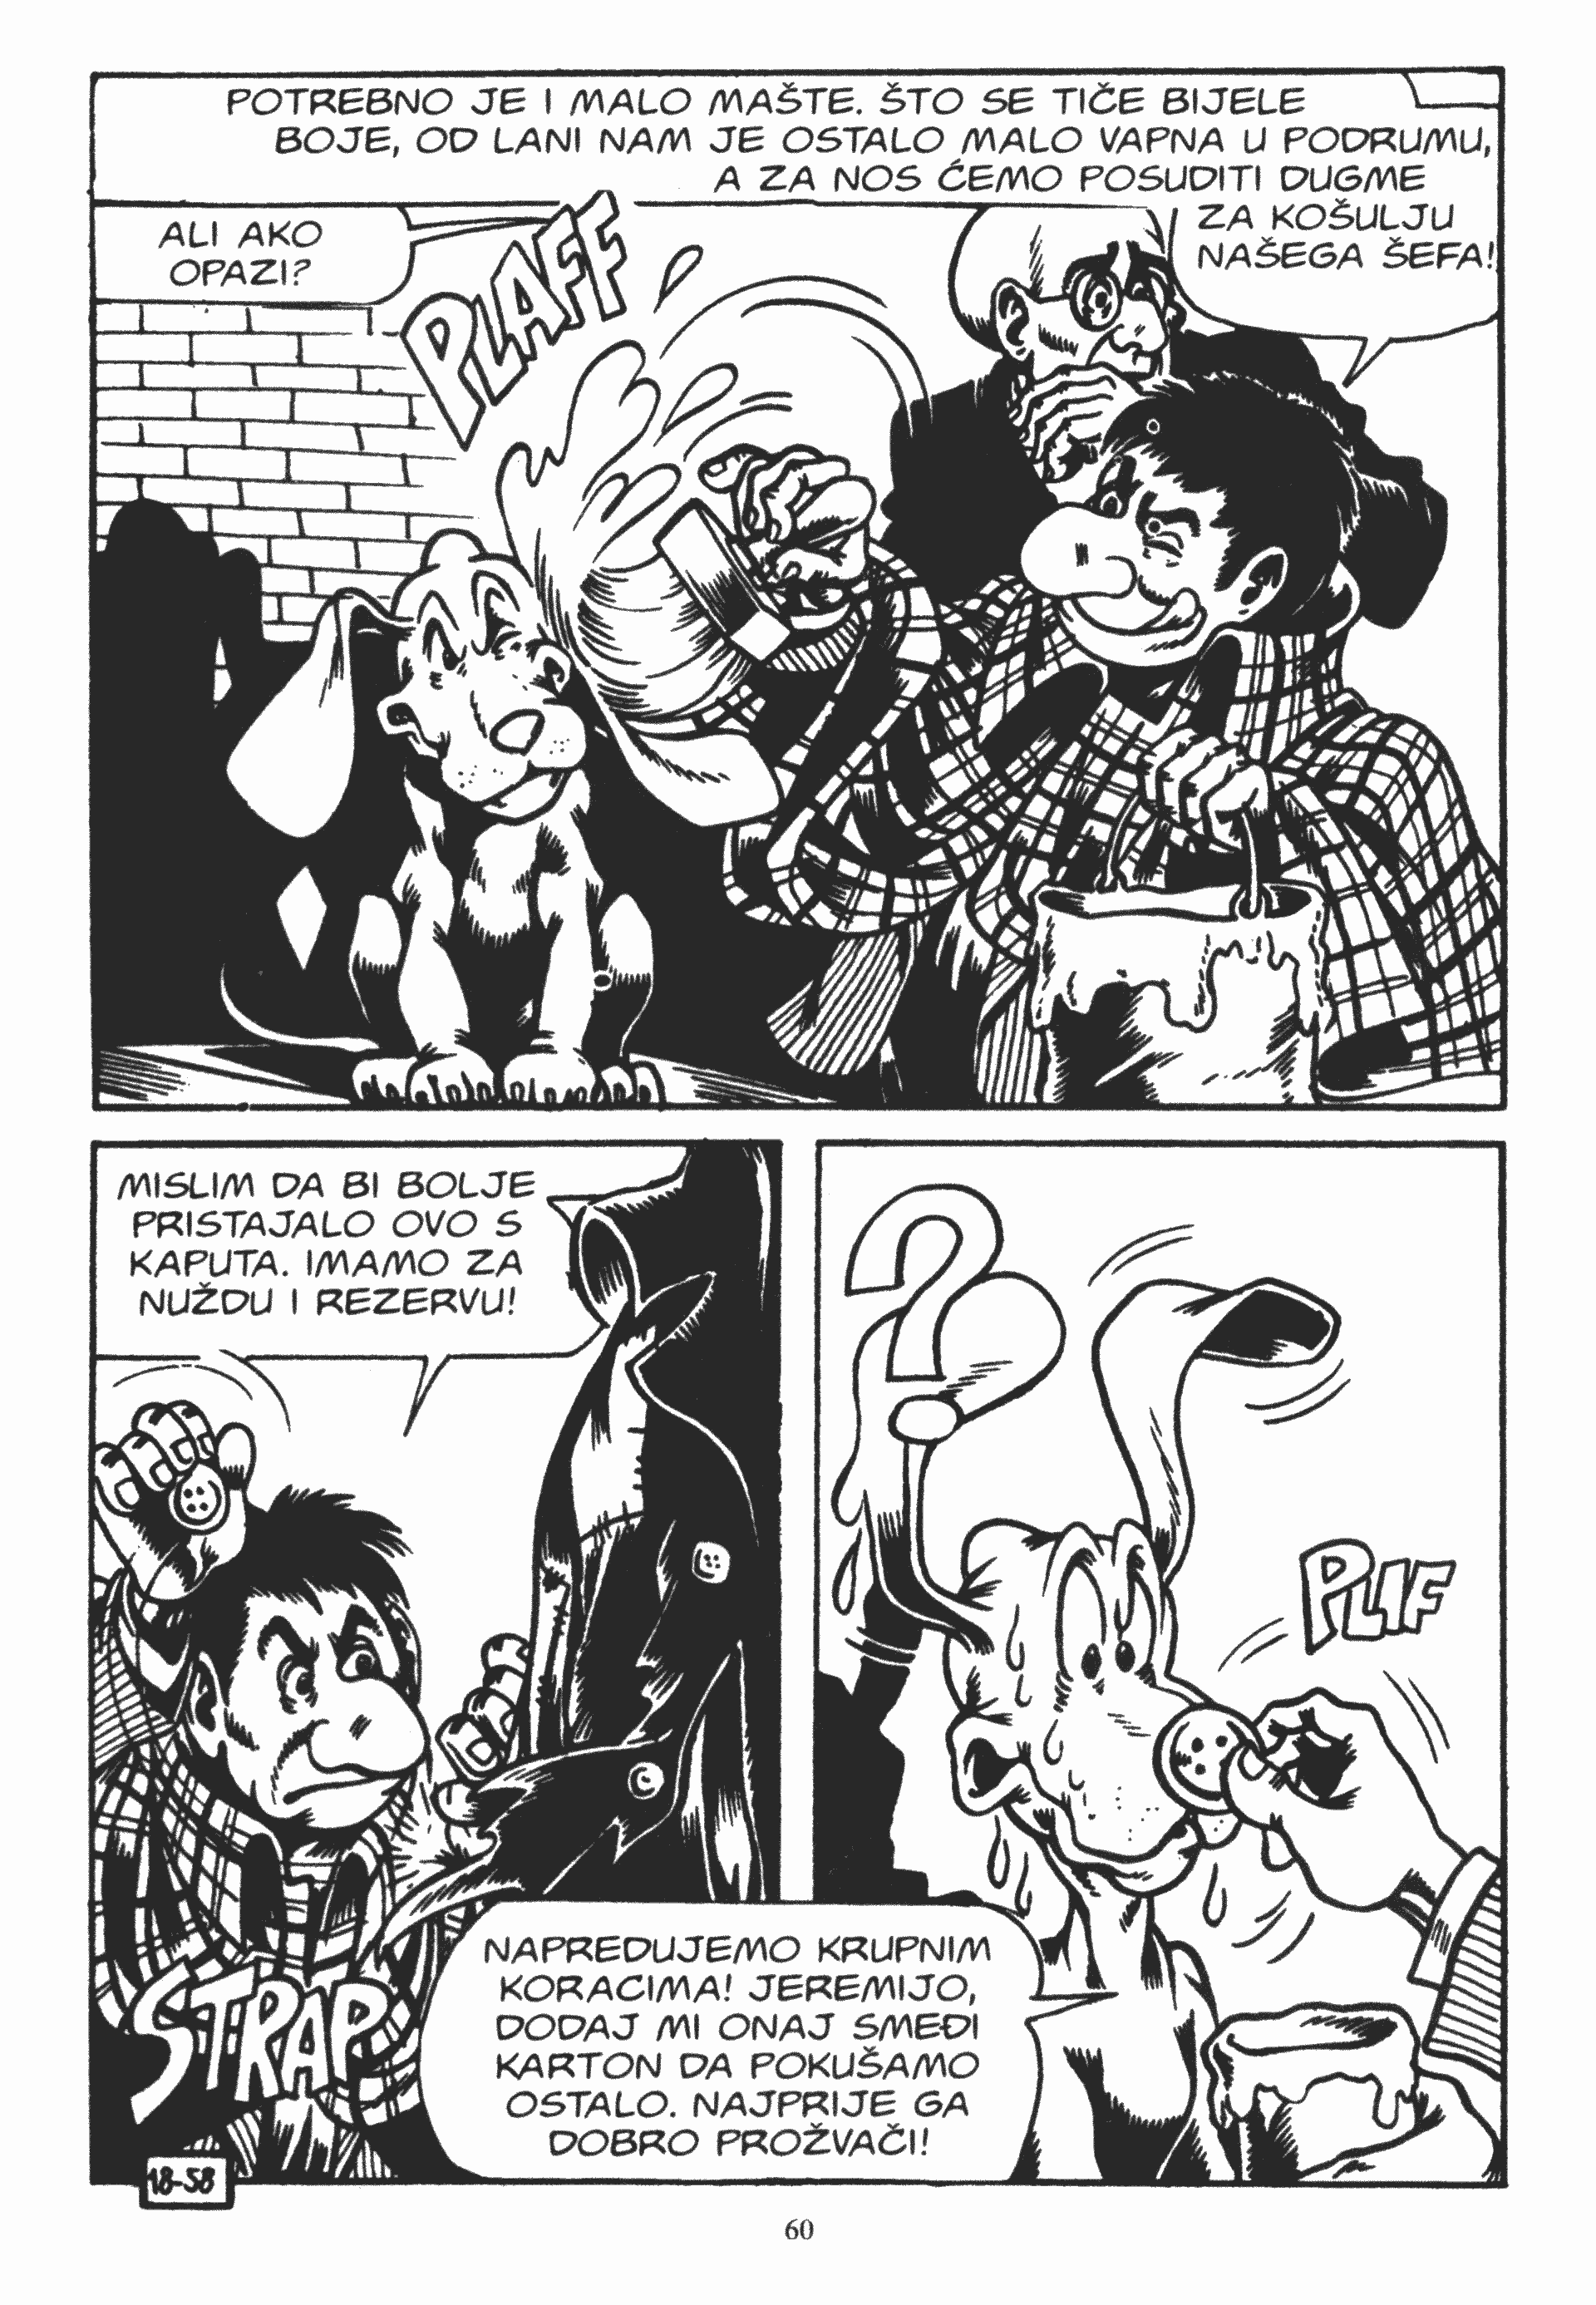 POTREBNO JE I MALO MAŠTE. ŠTO SE TIČE BIJELE
BOJE, OD LANI NAM JE OSTALO MALO VAPNA U PODRUMU,
A ZA NOS ĆEMO POSUDITI DUGME
ZA KOŠULJU
NAŠEGA ŠEFA!
ALI AKO
OPAZI?
PLAFF
MISLIM DA BI BOLJE
PRISTAJALO OVO S
KAPUTA. IMAMO ZA
NUŽDU I REZERVU!
STRAP
?
PLIF
NAPREDUJEMO KRUPNIM
KORACIMA! JEREMIJO,
DODAJ MI ONAJ SMEĐI
KARTON DA POKUŠAMO
OSTALO. NAJPRIJE GA
DOBRO PROŽVAČI!
18-58
60